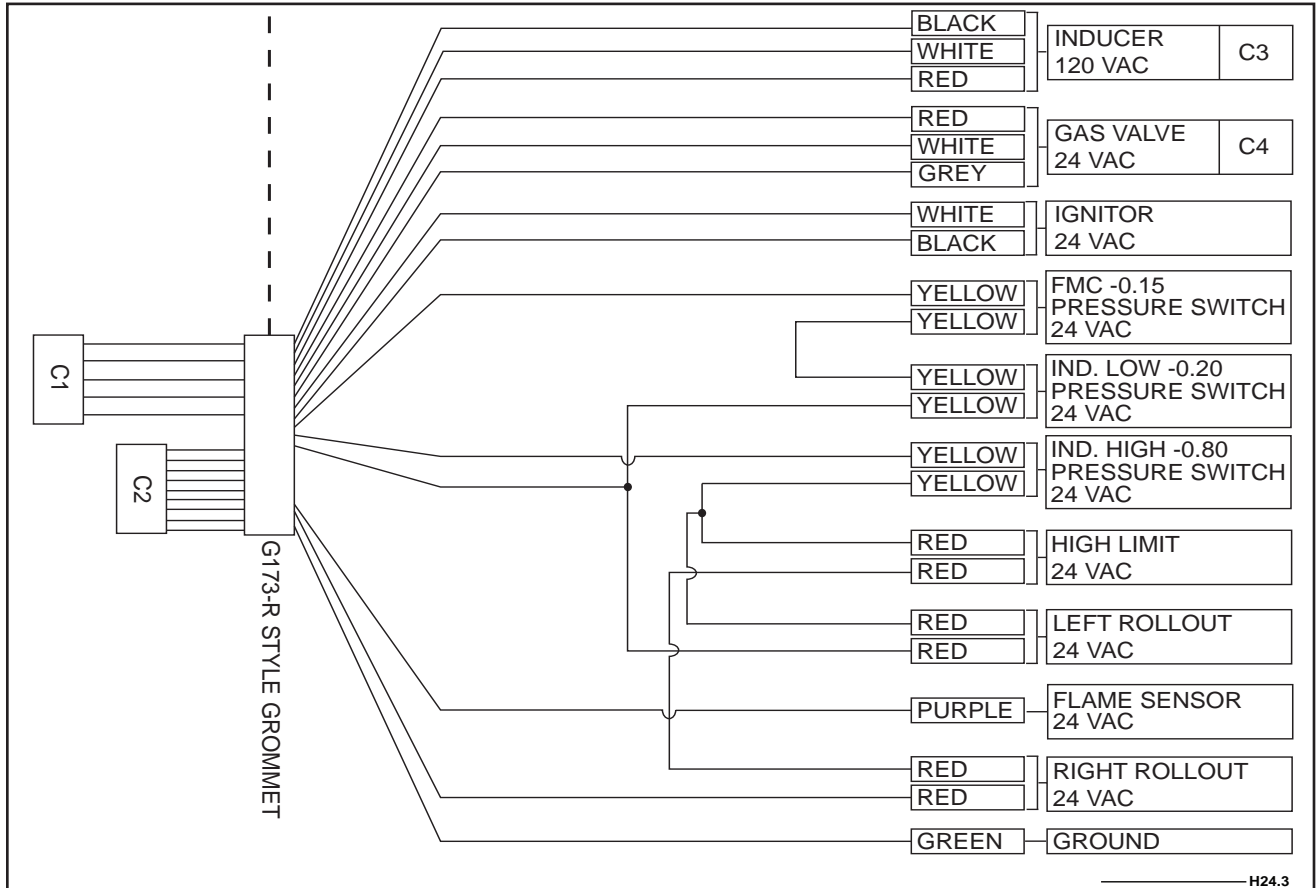 BLACK
WHITE
RED
INDUCER
120 VAC
C3
RED
WHITE
GREY
GAS VALVE
24 VAC
C4
WHITE
BLACK
IGNITOR
24 VAC
YELLOW
YELLOW
FMC -0.15
PRESSURE SWITCH
24 VAC
YELLOW
YELLOW
IND. LOW -0.20
PRESSURE SWITCH
24 VAC
YELLOW
YELLOW
IND. HIGH -0.80
PRESSURE SWITCH
24 VAC
RED
RED
HIGH LIMIT
24 VAC
RED
RED
LEFT ROLLOUT
24 VAC
PURPLE
FLAME SENSOR
24 VAC
RED
RED
RIGHT ROLLOUT
24 VAC
GREEN
GROUND
C1
C2
G173-R STYLE GROMMET
H24.3